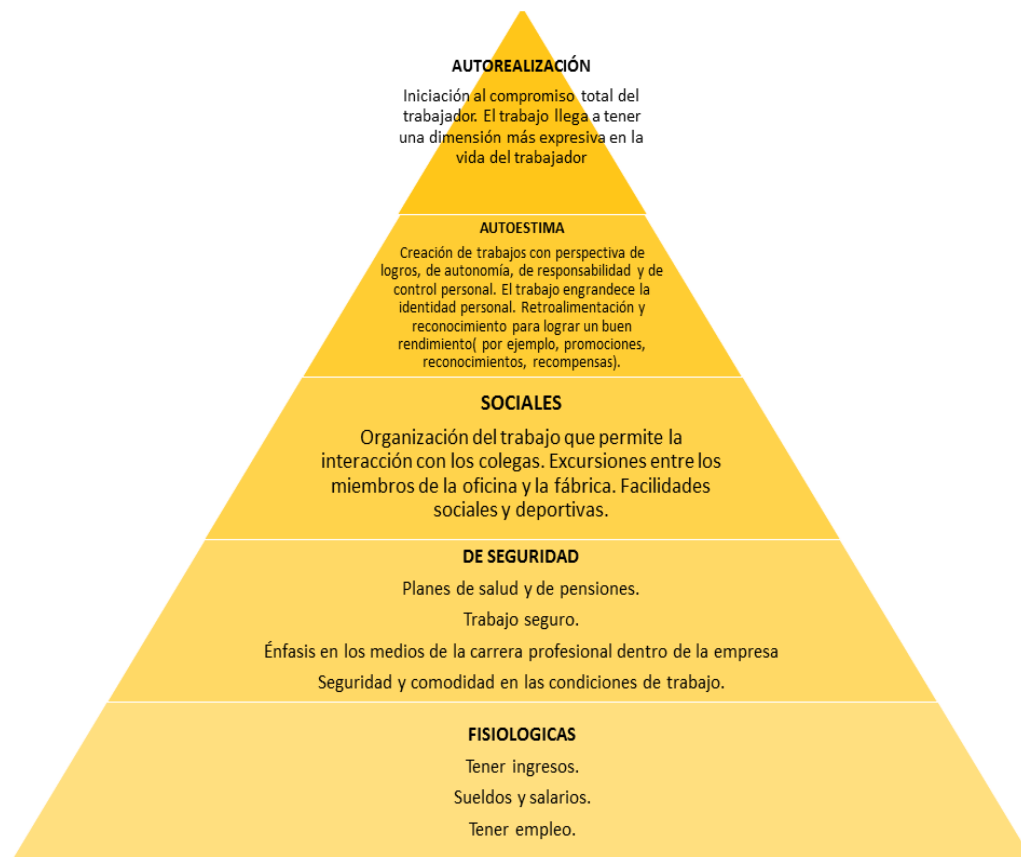 AUTOREALIZACIÓN
Iniciación al compromiso total del
trabajador. El trabajo llega a tener
una dimensión más expresiva en la
vida del trabajador
AUTOESTIMA
Creación de trabajos con perspectiva de
logros, de autonomía, de responsabilidad y de
control personal. El trabajo engrandece la
identidad personal. Retroalimentación y
reconocimiento para lograr un buen
rendimiento( por ejemplo, promociones,
reconocimientos, recompensas).
SOCIALES
Organización del trabajo que permite la
interacción con los colegas. Excursiones entre los
miembros de la oficina y la fábrica. Facilidades
sociales y deportivas.
DE SEGURIDAD
Planes de salud y de pensiones.
Trabajo seguro.
Énfasis en los medios de la carrera profesional dentro de la empresa
Seguridad y comodidad en las condiciones de trabajo.
FISIOLOGICAS
Tener ingresos.
Sueldos y salarios.
Tener empleo.